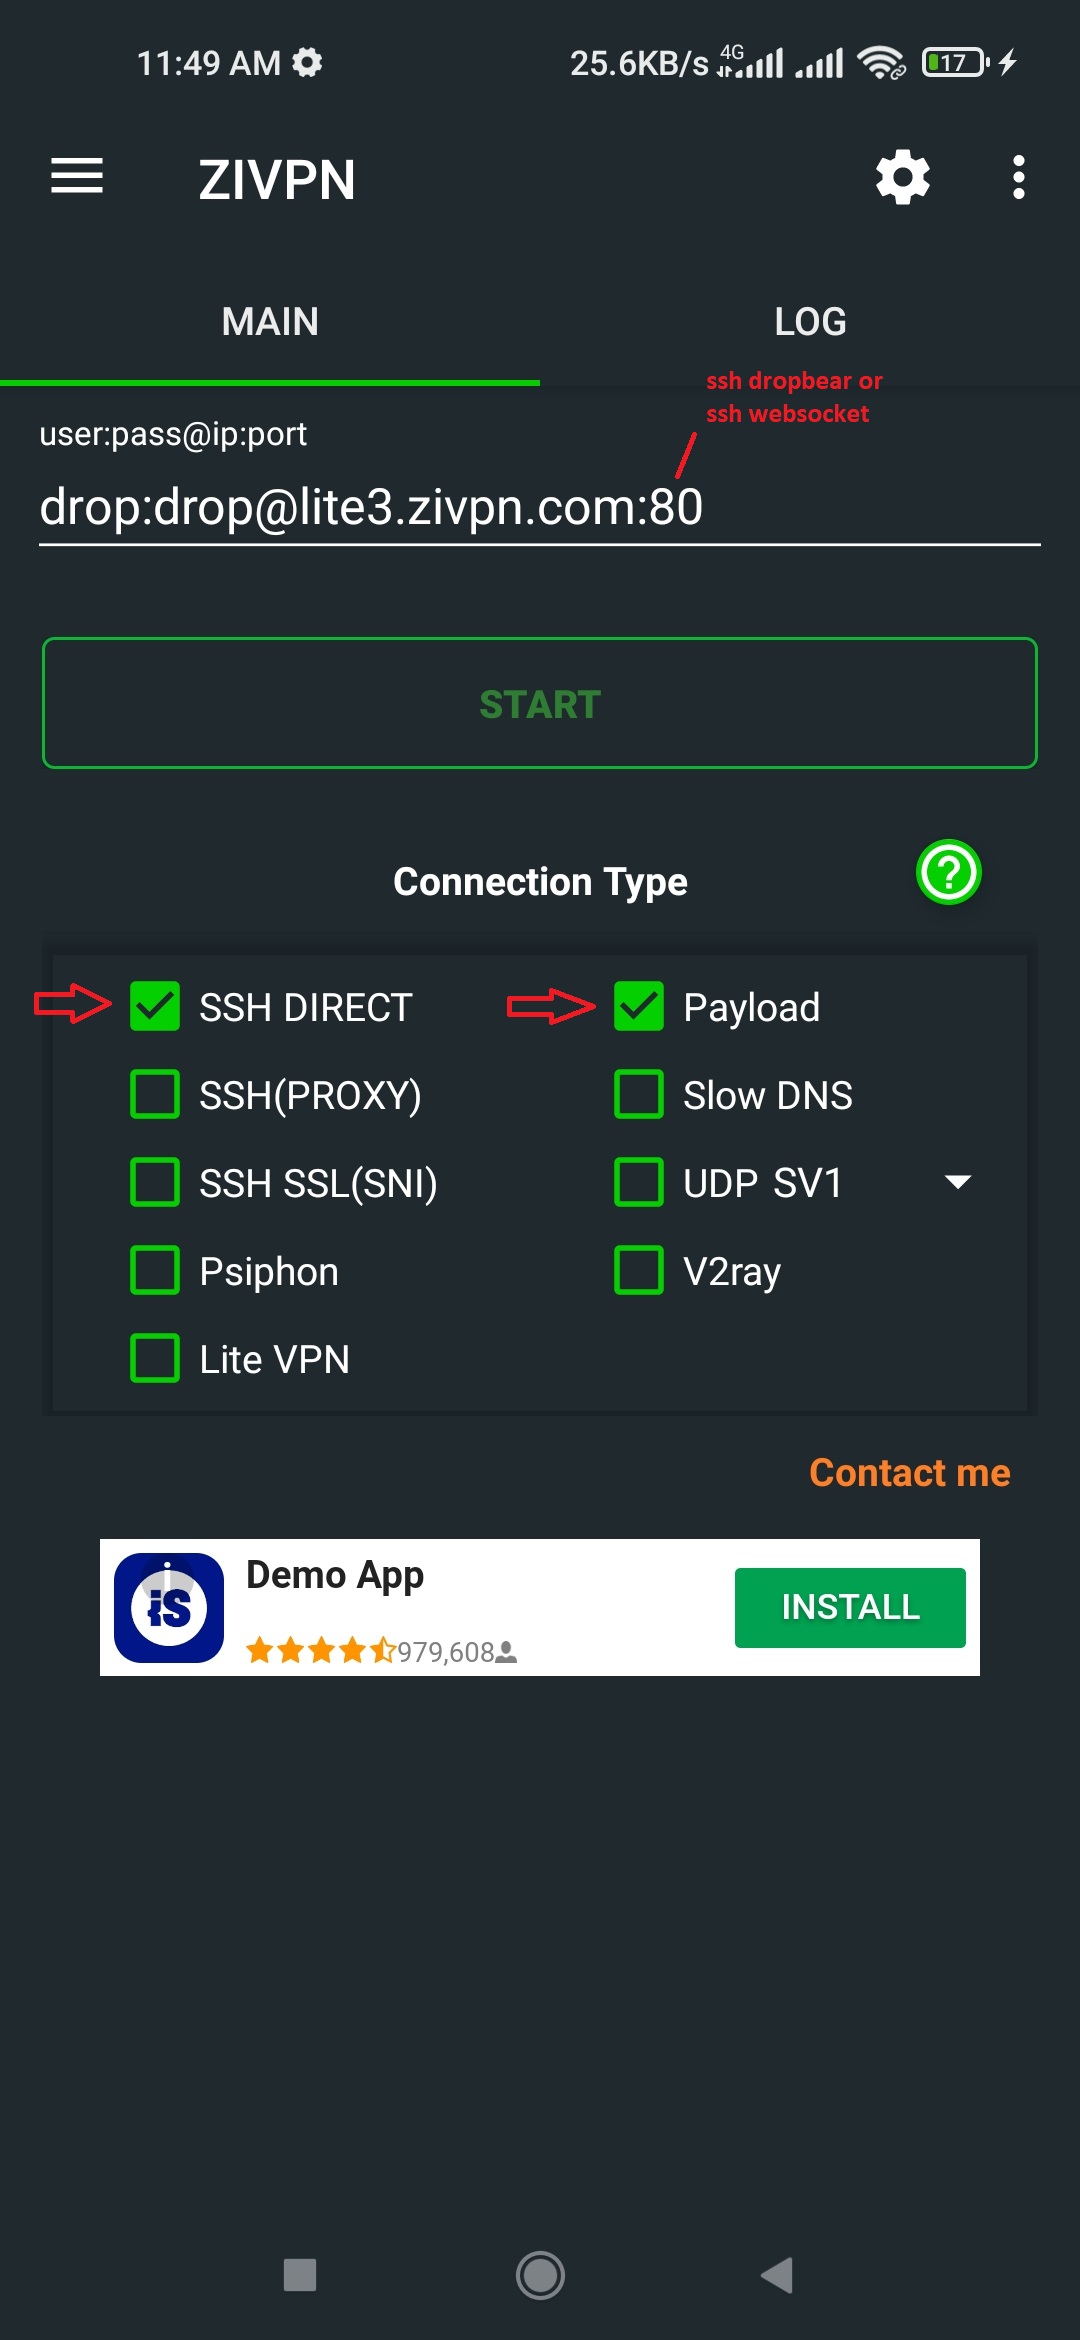 11:49 AM
25.6KB/s 4G 17
ZIVPN
MAIN
LOG
ssh dropbear or
ssh websocket
user:pass@ip:port
drop:drop@lite3.zivpn.com:80
START
Connection Type
?
SSH DIRECT
Payload
SSH(PROXY)
Slow DNS
SSH SSL(SNI)
UDP SV1
Psiphon
V2ray
Lite VPN
Contact me
iS
Demo App
979,608
INSTALL